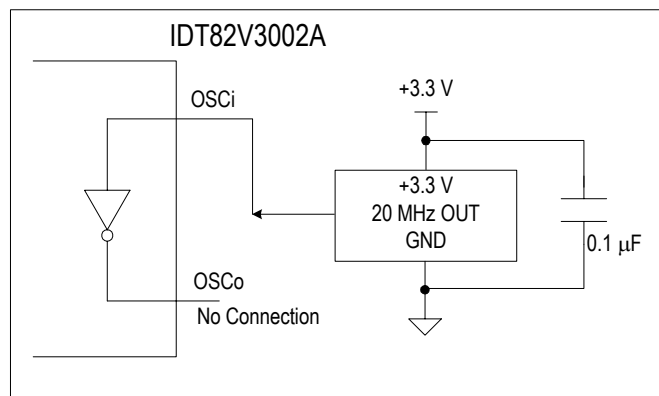 IDT82V3002A
OSCi
+3.3 V
+3.3 V
20 MHz OUT
GND
0.1 μF
OSCo
No Connection